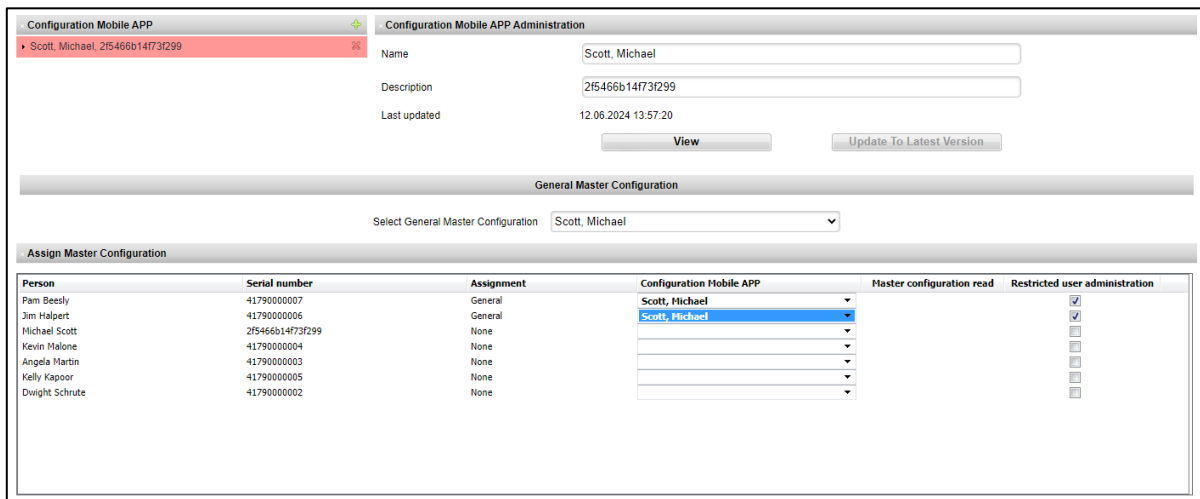 Configuration Mobile APP
Configuration Mobile APP Administration
Scott, Michael, 2f5466b14f73f299
Name Scott, Michael
Description 2f5466b14f73f299
Last updated 12.06.2024 13:57:20
View Update To Latest Version
General Master Configuration
Select General Master Configuration Scott, Michael
Assign Master Configuration
Person Serial number Assignment Configuration Mobile APP Master configuration read Restricted user administration
Pam Beesly 41790000007 General Scott, Michael
Jim Halpert 41790000006 General Scott, Michael
Michael Scott 2f5466b14f73f299 None
Kevin Malone 41790000004 None
Angela Martin 41790000003 None
Kelly Kapoor 41790000005 None
Dwight Schrute 41790000002 None